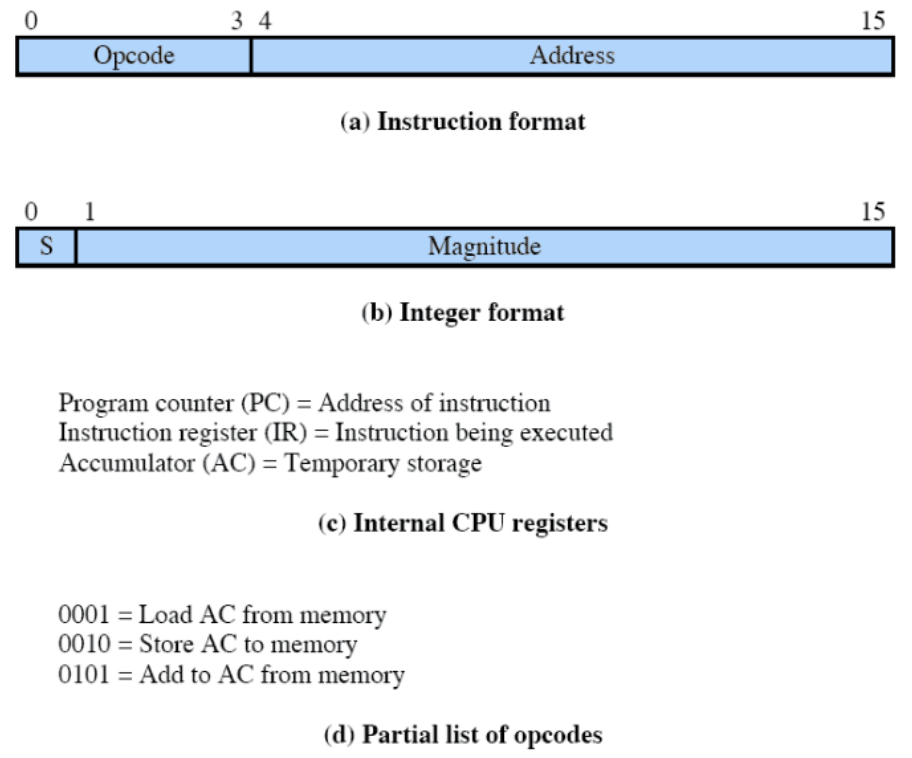 0 3 4 15
Opcode Address
(a) Instruction format
0 1 15
S Magnitude
(b) Integer format
Program counter (PC) = Address of instruction
Instruction register (IR) = Instruction being executed
Accumulator (AC) = Temporary storage
(c) Internal CPU registers
0001 = Load AC from memory
0010 = Store AC to memory
0101 = Add to AC from memory
(d) Partial list of opcodes